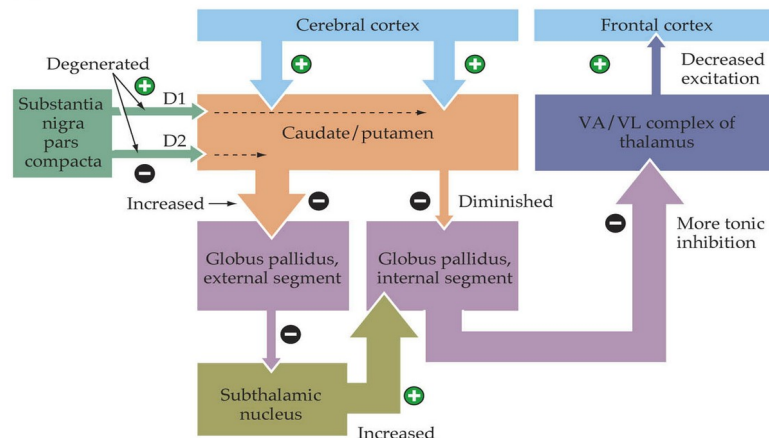 Cerebral cortex
Frontal cortex
Degenerated
Decreased
excitation
+
+
+
+
D1
Substantia
nigra
pars
compacta
Caudate/putamen
VA/VL complex of
thalamus
D2
−
Increased
−
−
Diminished
−
More tonic
inhibition
Globus pallidus,
external segment
Globus pallidus,
internal segment
−
Subthalamic
nucleus
+
Increased